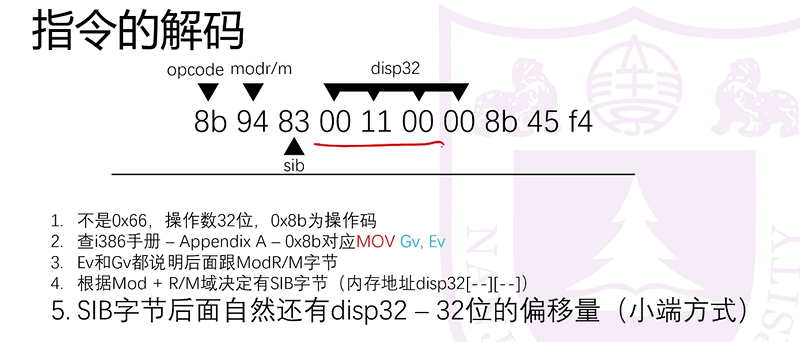 指令的解码
opcode modr/m disp32
8b 94 83 00 11 00 00 8b 45 f4
sib
1. 不是0x66，操作数32位，0x8b为操作码
2. 查i386手册 – Appendix A – 0x8b对应MOV Gv, Ev
3. Ev和Gv都说明后面跟ModR/M字节
4. 根据Mod + R/M域决定有SIB字节（内存地址disp32[--][--]）
5. SIB字节后面自然还有disp32 – 32位的偏移量（小端方式）